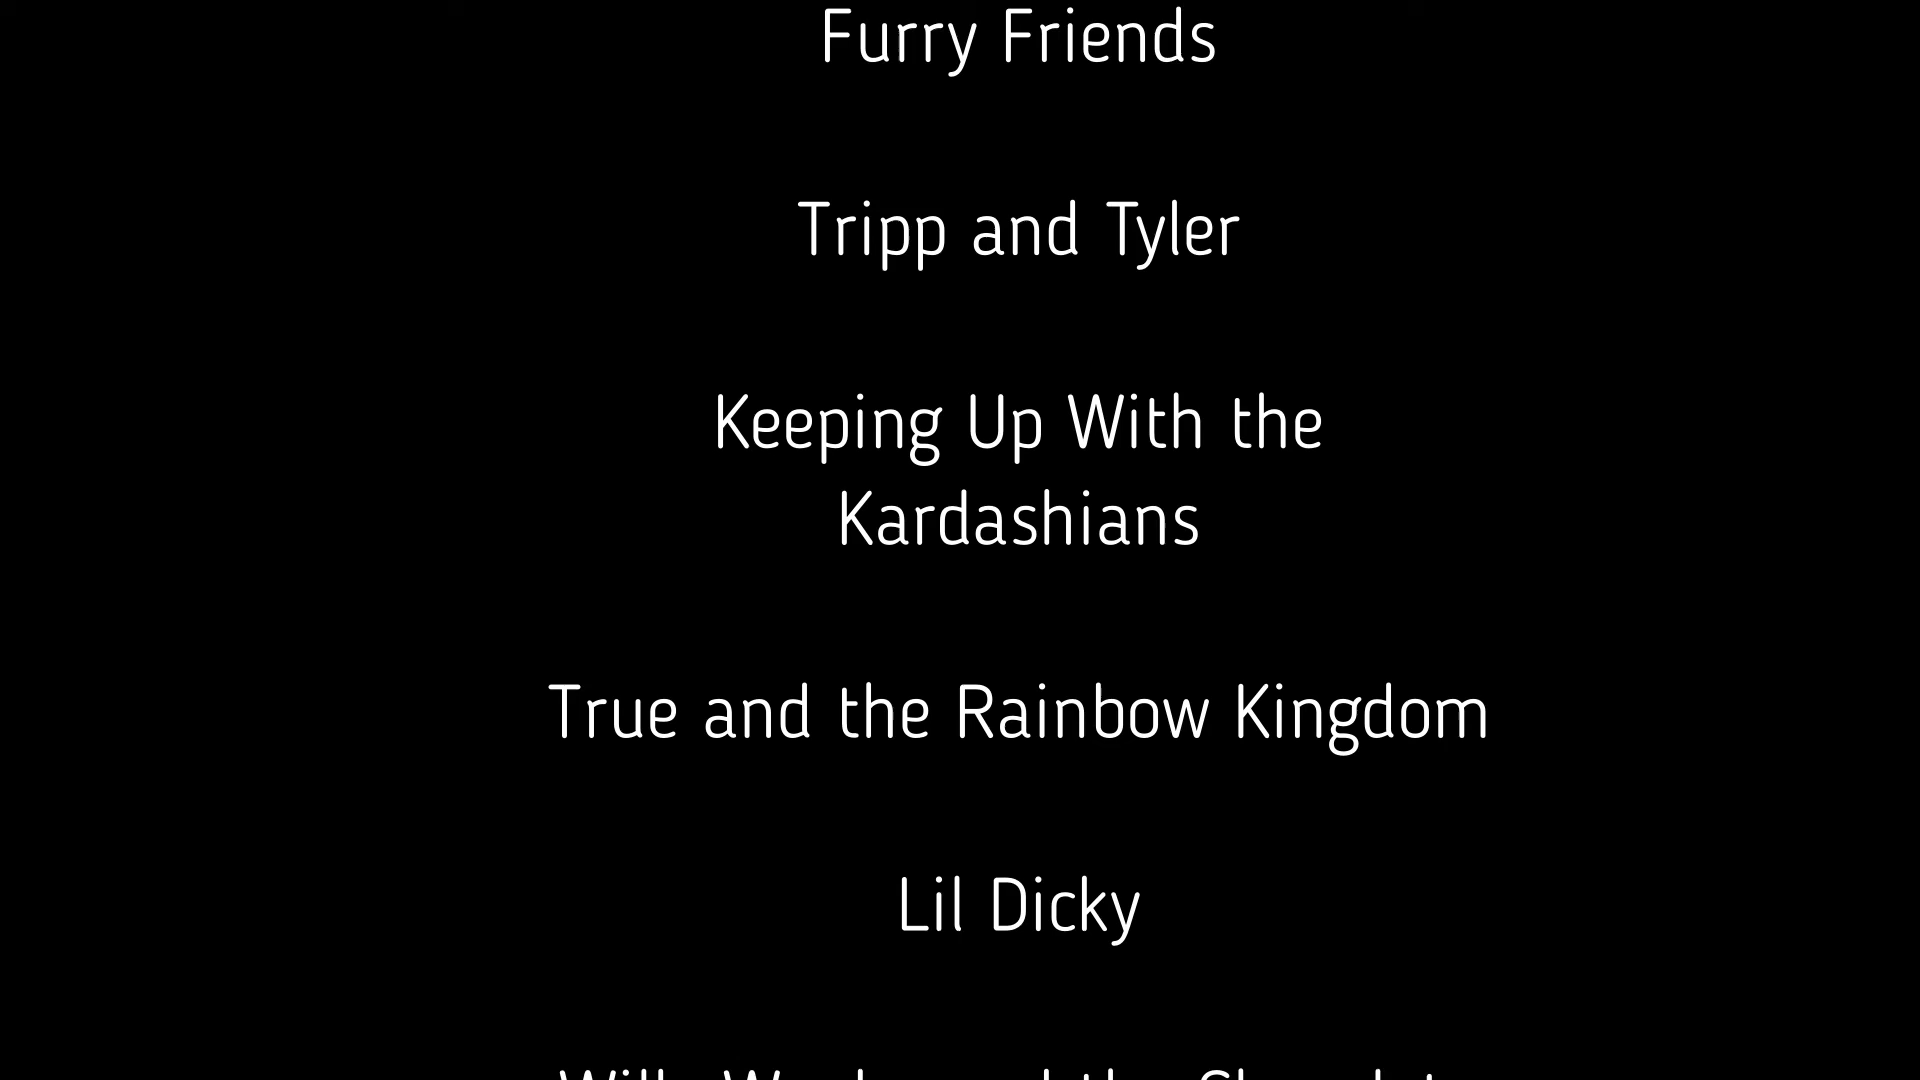 Furry Friends
Tripp and Tyler
Keeping Up With the
Kardashians
True and the Rainbow Kingdom
Lil Dicky